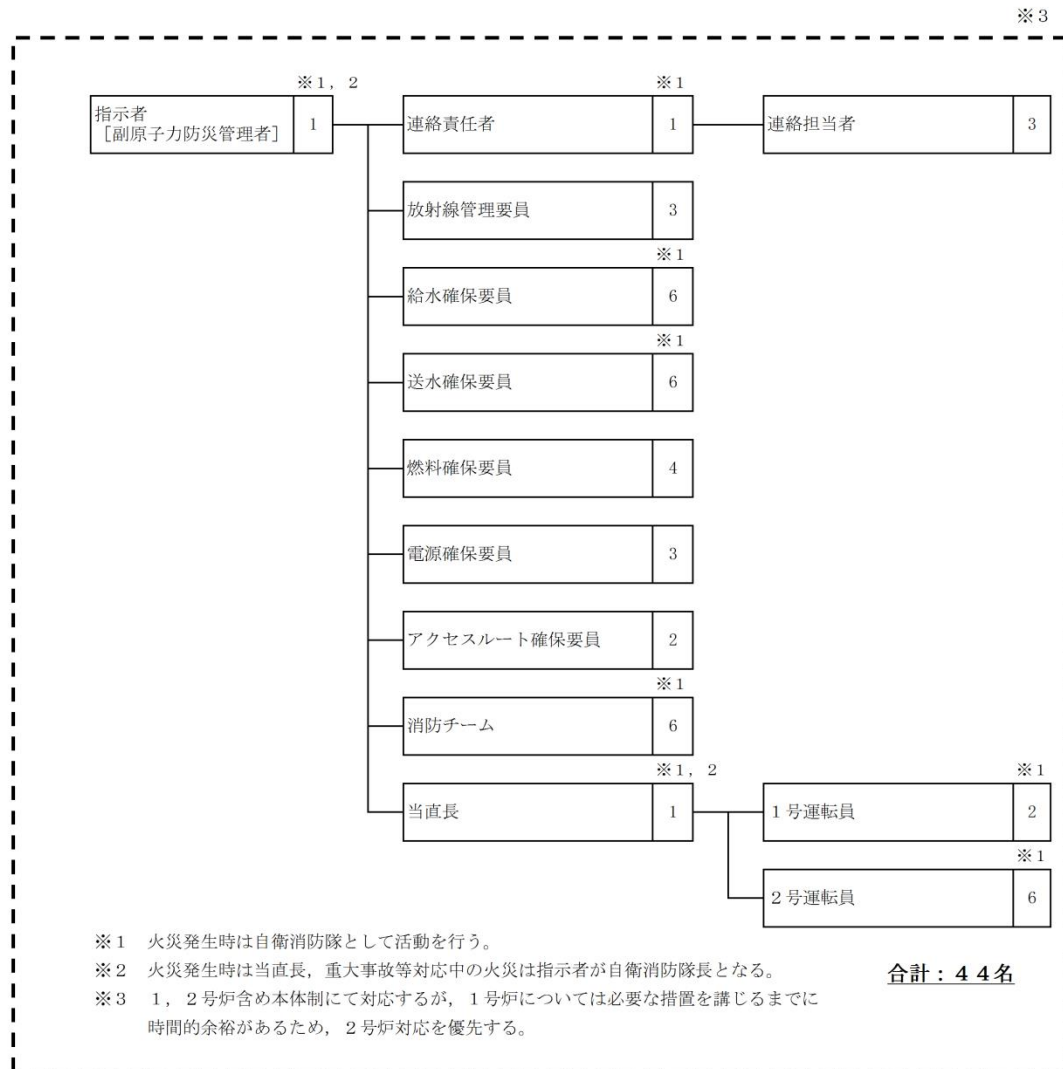 ※３
※１，２
指示者
［副原子力防災管理者］
1
※１
連絡責任者
1
連絡担当者
3
放射線管理要員
3
※１
給水確保要員
6
※１
送水確保要員
6
燃料確保要員
4
電源確保要員
3
アクセスルート確保要員
2
※１
消防チーム
6
※１，２
当直長
1
※１
１号運転員
2
※１
２号運転員
6
※１　火災発生時は自衛消防隊として活動を行う。
※２　火災発生時は当直長，重大事故等対応中の火災は指示者が自衛消防隊長となる。
※３　１，２号炉含め本体制にて対応するが，１号炉については必要な措置を講じるまでに
時間的余裕があるため，２号炉対応を優先する。
合計：４４名